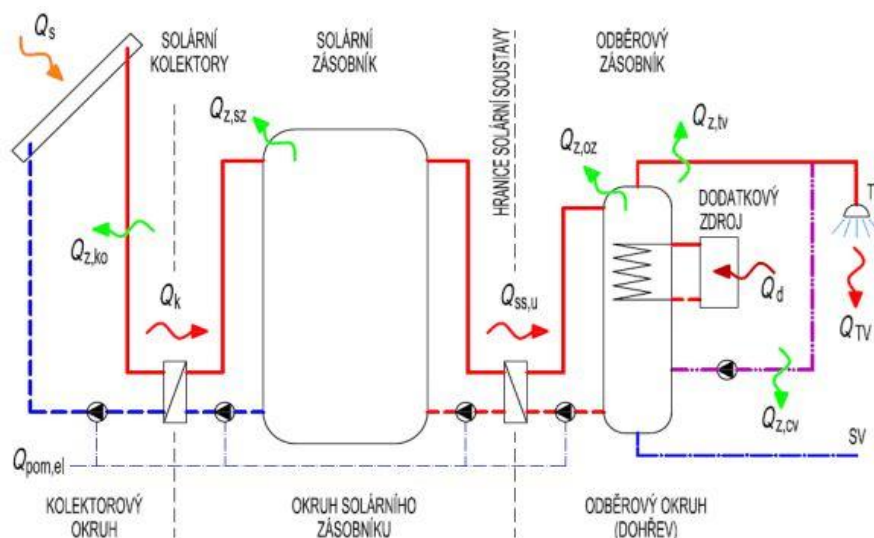 Qs
SOLÁRNÍ
KOLEKTORY
SOLÁRNÍ
ZÁSOBNÍK
HRANICE SOLÁRNÍ SOUSTAVY
ODBĚROVÝ
ZÁSOBNÍK
Qz,sz
Qz,oz
Qz,tv
DODATKOVÝ
ZDROJ
T
Qz,ko
Qk
Qss,u
Qd
QTV
Qz,cv
SV
Qpom,el
KOLEKTOROVÝ
OKRUH
OKRUH SOLÁRNÍHO
ZÁSOBNÍKU
ODBĚROVÝ OKRUH
(DOHŘEV)